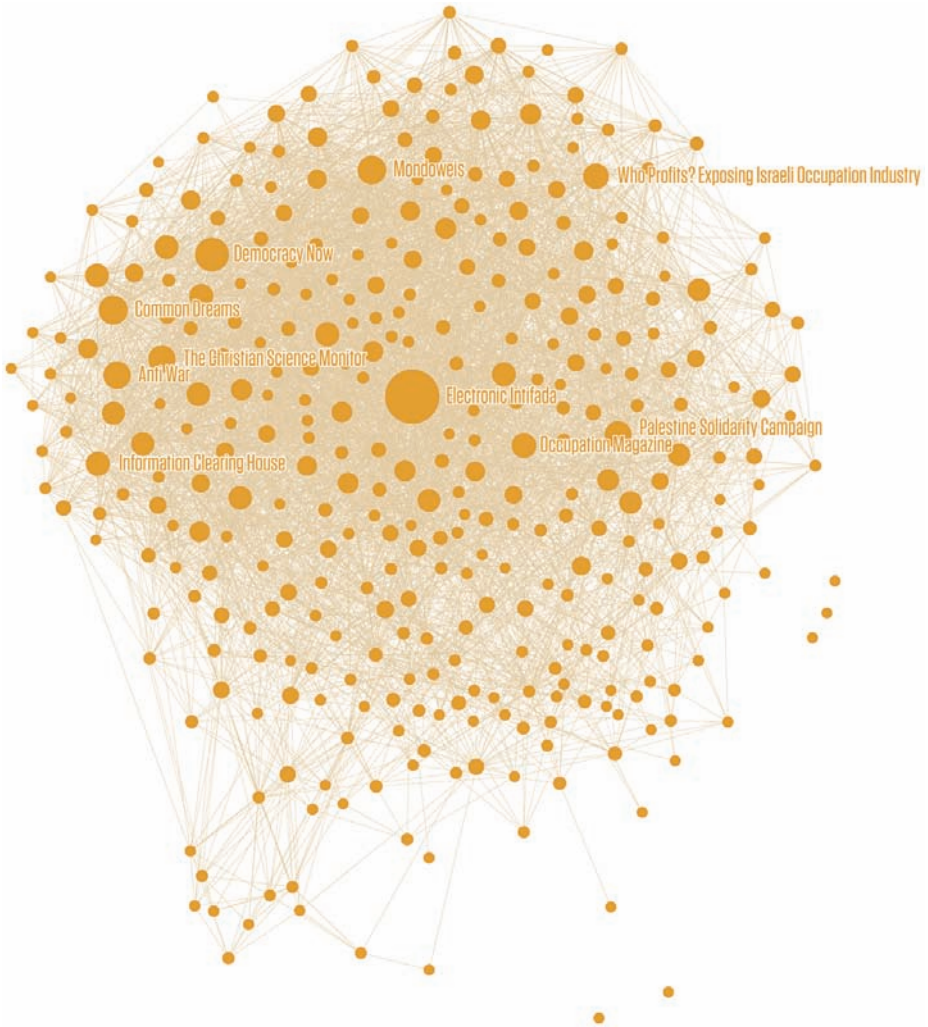 Mondoweis
Who Profits? Exposing Israeli Occupation Industry
Democracy Now
Common Dreams
The Christian Science Monitor
Anti War
Electronic Intifada
Palestine Solidarity Campaign
Occupation Magazine
Information Clearing House